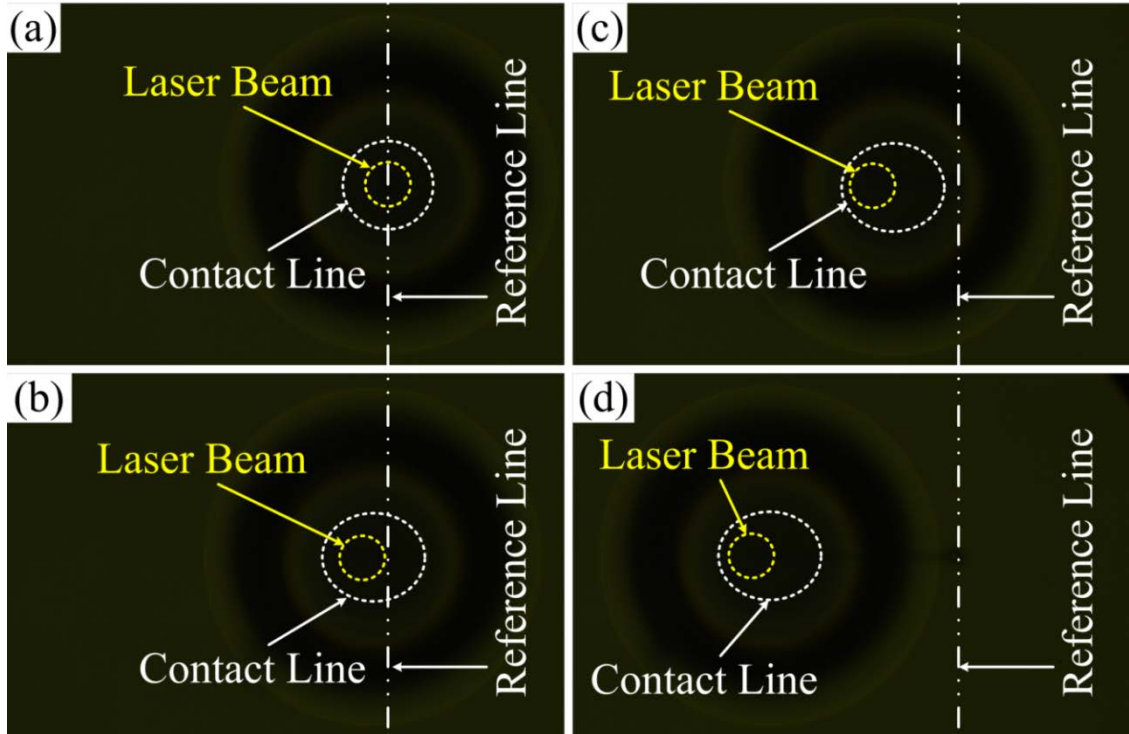 (a)
Laser Beam
Contact Line
Reference Line
(c)
Laser Beam
Contact Line
Reference Line
(b)
Laser Beam
Contact Line
Reference Line
(d)
Laser Beam
Contact Line
Reference Line